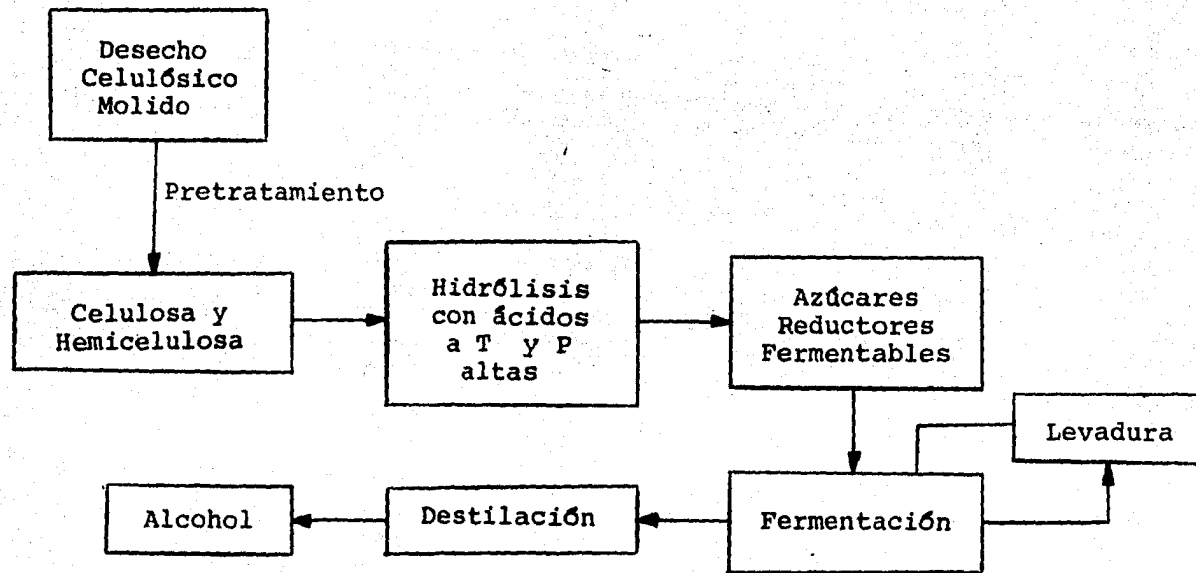 Desecho
Celulósico
Molido
Pretratamiento
Celulosa y
Hemicelulosa
Hidrólisis
con ácidos
a T y P
altas
Azúcares
Reductores
Fermentables
Levadura
Fermentación
Destilación
Alcohol